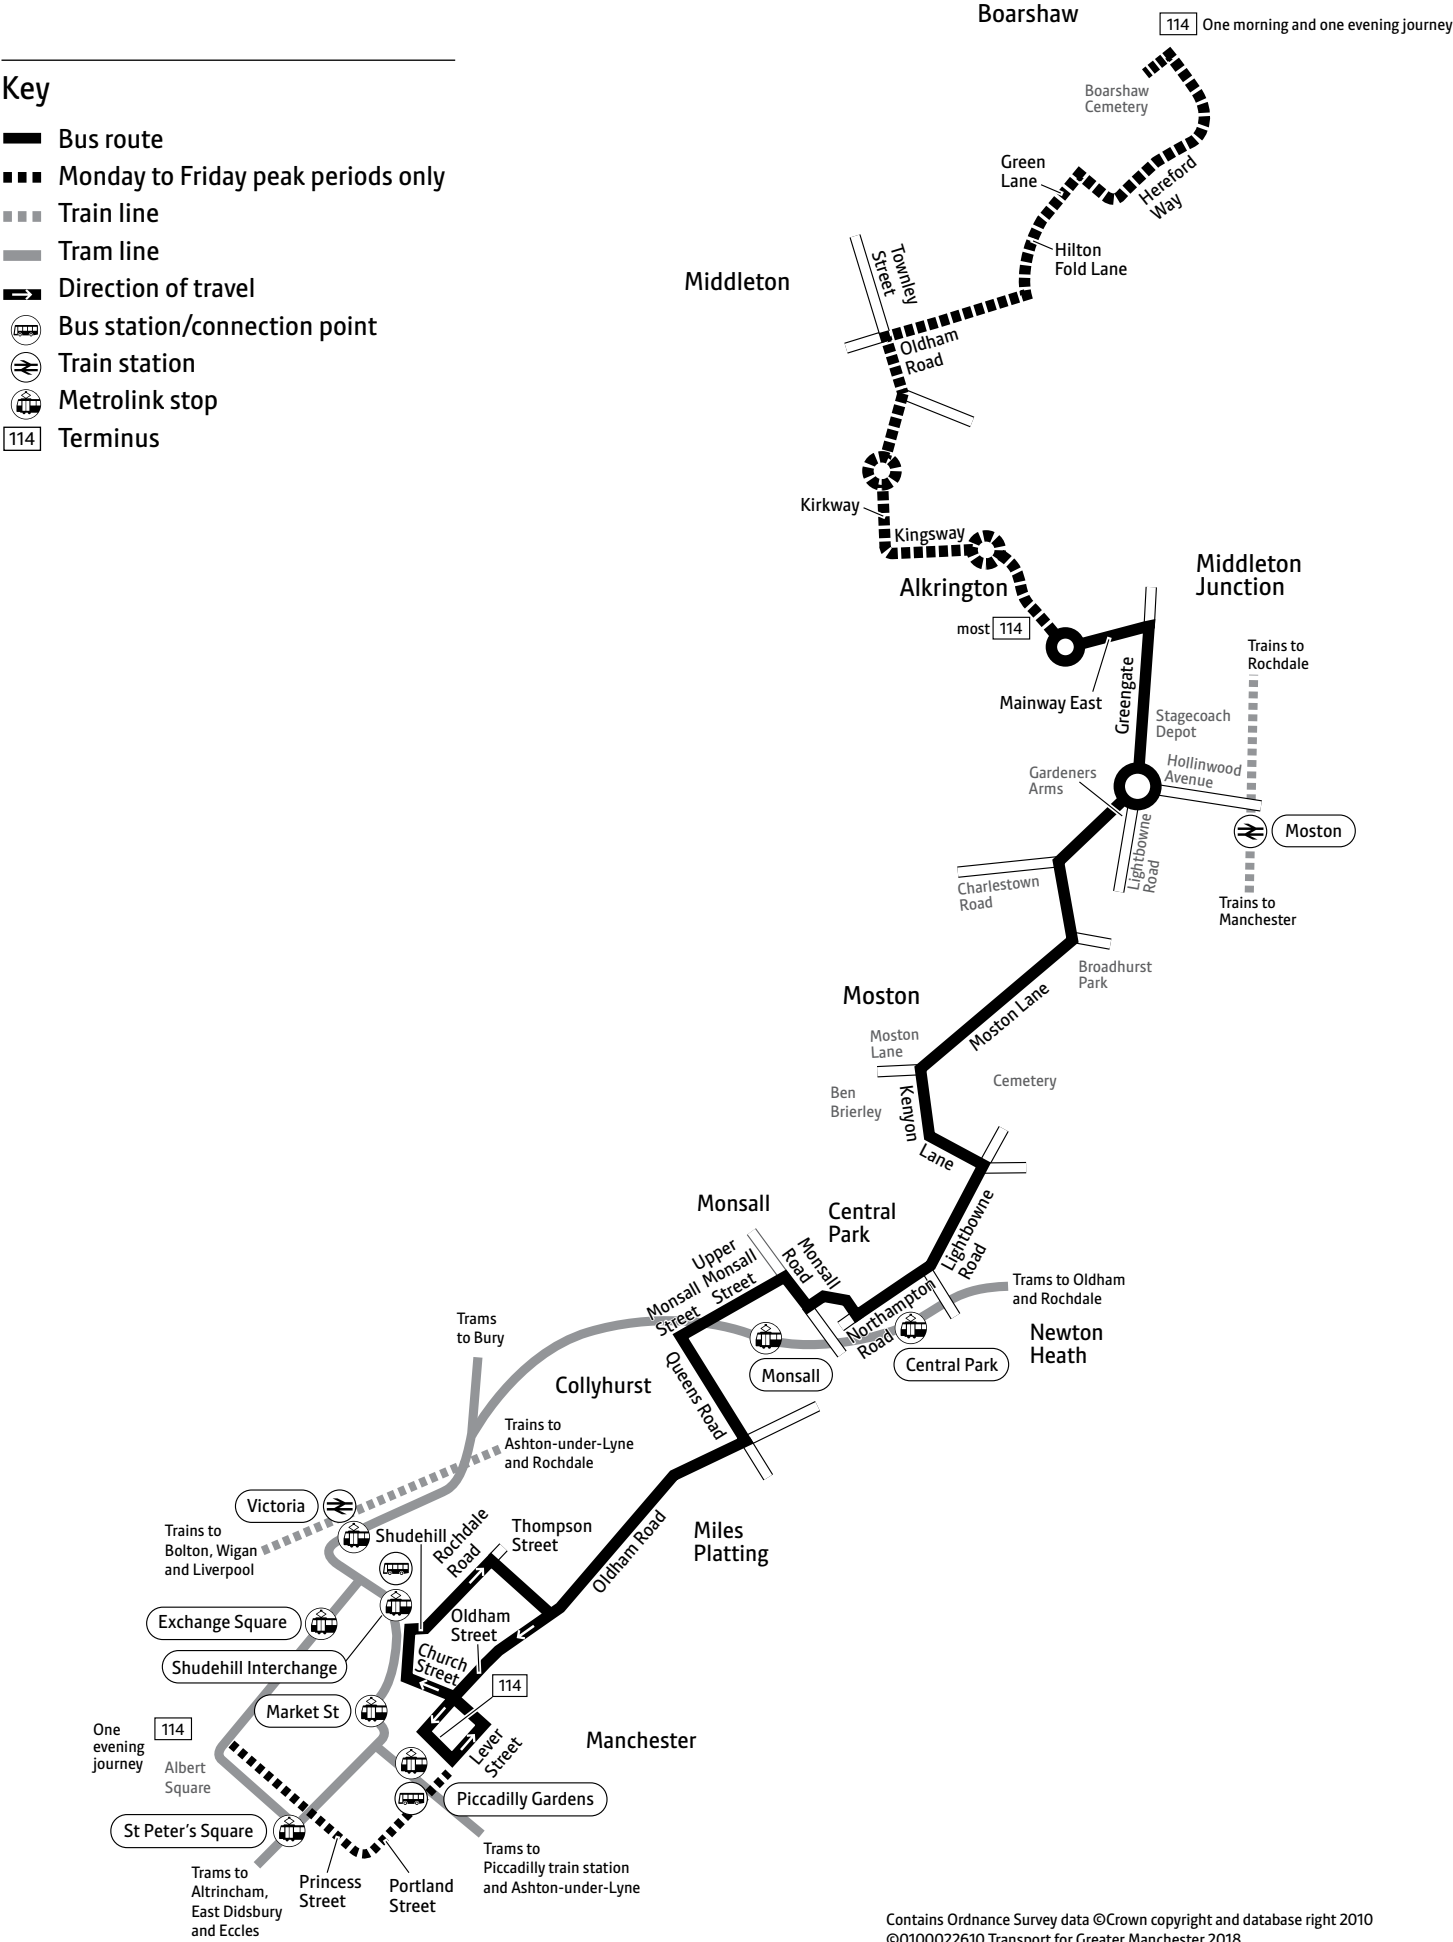 Boarshaw
114 One morning and one evening journey
Key
Bus route
Monday to Friday peak periods only
Train line
Tram line
Direction of travel
Bus station/connection point
Train station
Metrolink stop
114 Terminus
Boarshaw
Cemetery
Green
Lane
Hereford
Way
Hilton
Fold Lane
Townley
Street
Middleton
Oldham
Road
Kirkway
Kingsway
Alkrington
Middleton
Junction
most 114
Trains to
Rochdale
Mainway East
Greengate
Stagecoach
Depot
Gardeners
Arms
Hollinwood
Avenue
Moston
Lightbowne
Road
Charlestown
Road
Trains to
Manchester
Broadhurst
Park
Moston
Moston Lane
Moston
Lane
Cemetery
Ben
Brierley
Kenyon
Lane
Monsall
Central
Park
Lightbowne
Road
Upper
Monsall
Street
Monsall
Road
Monsall
Street
Northampton
Road
Trams to Oldham
and Rochdale
Newton
Heath
Central Park
Monsall
Trams
to Bury
Queens Road
Collyhurst
Trains to
Ashton-under-Lyne
and Rochdale
Victoria
Trains to
Bolton, Wigan
and Liverpool
Shudehill
Rochdale
Road
Thompson
Street
Miles
Platting
Oldham Road
Exchange Square
Oldham
Street
Shudehill Interchange
Church
Street
114
Market St
Lever
Street
Manchester
One
evening
journey
114
Albert
Square
Piccadilly Gardens
St Peter's Square
Trams to
Altrincham,
East Didsbury
and Eccles
Princess
Street
Portland
Street
Trams to
Piccadilly train station
and Ashton-under-Lyne
Contains Ordnance Survey data ©Crown copyright and database right 2010
©0100022610 Transport for Greater Manchester 2018